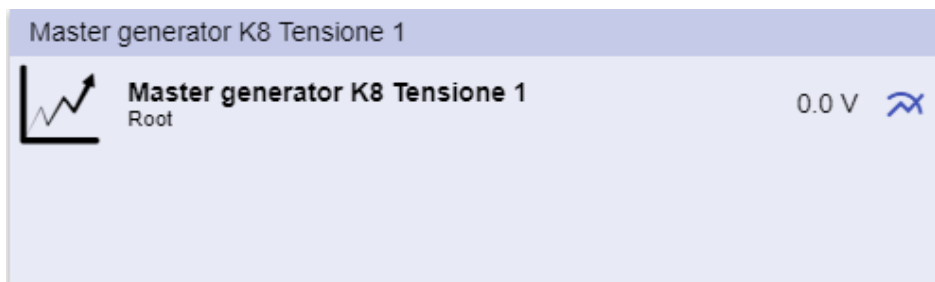 Master generator K8 Tensione 1
Master generator K8 Tensione 1
Root
0.0 V